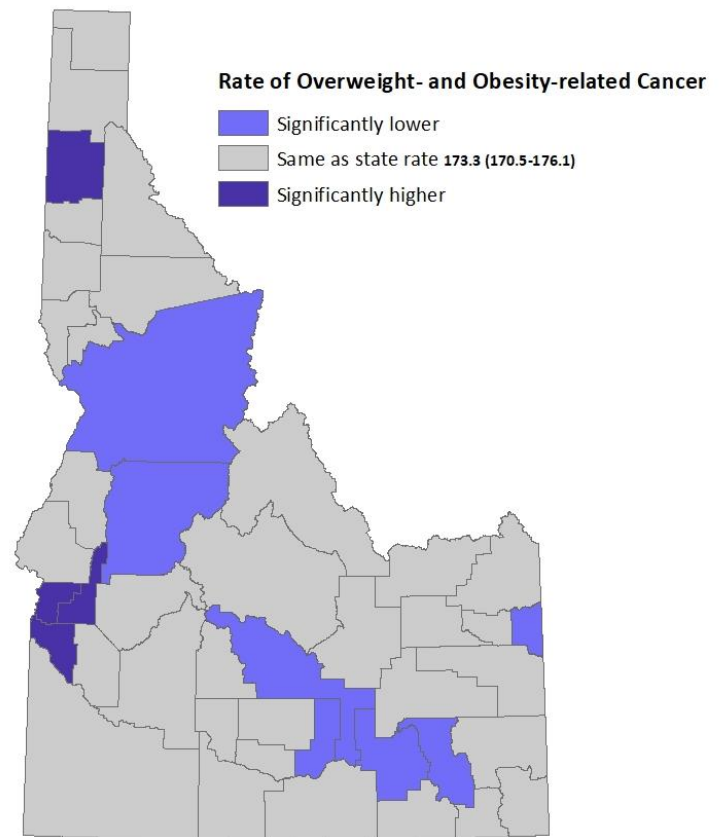 Rate of Overweight- and Obesity-related Cancer
Significantly lower
Same as state rate 173.3 (170.5-176.1)
Significantly higher